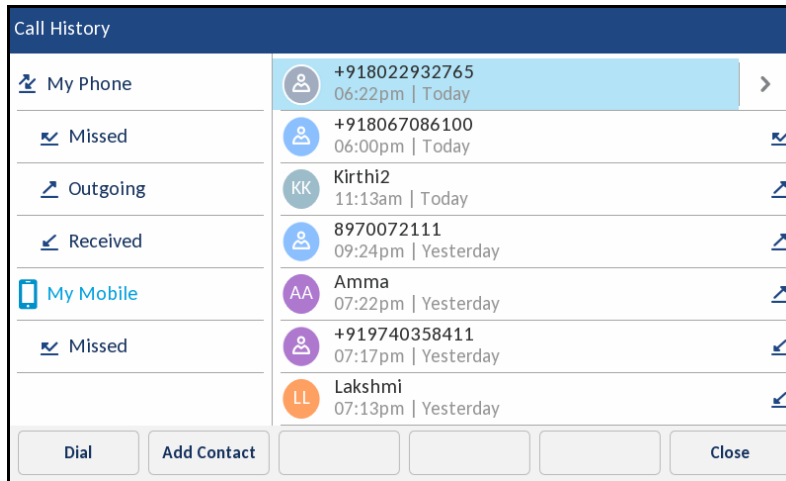 Call History
My Phone
Missed
Outgoing
Received
My Mobile
Missed
+918022932765
06:22pm | Today
+918067086100
06:00pm | Today
KK
Kirthi2
11:13am | Today
8970072111
09:24pm | Yesterday
AA
Amma
07:22pm | Yesterday
+919740358411
07:17pm | Yesterday
LL
Lakshmi
07:13pm | Yesterday
Dial
Add Contact
Close